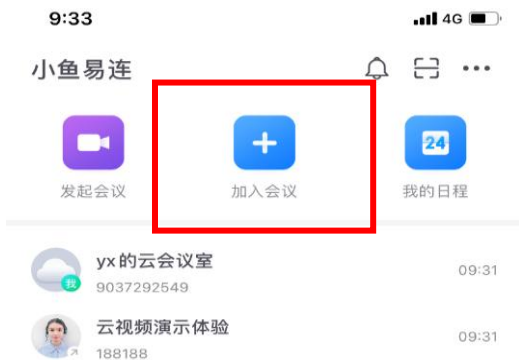 9:33 4G
小鱼易连
24
发起会议 加入会议 我的日程
yx的云会议室 09:31
我 9037292549
云视频演示体验 09:31
188188